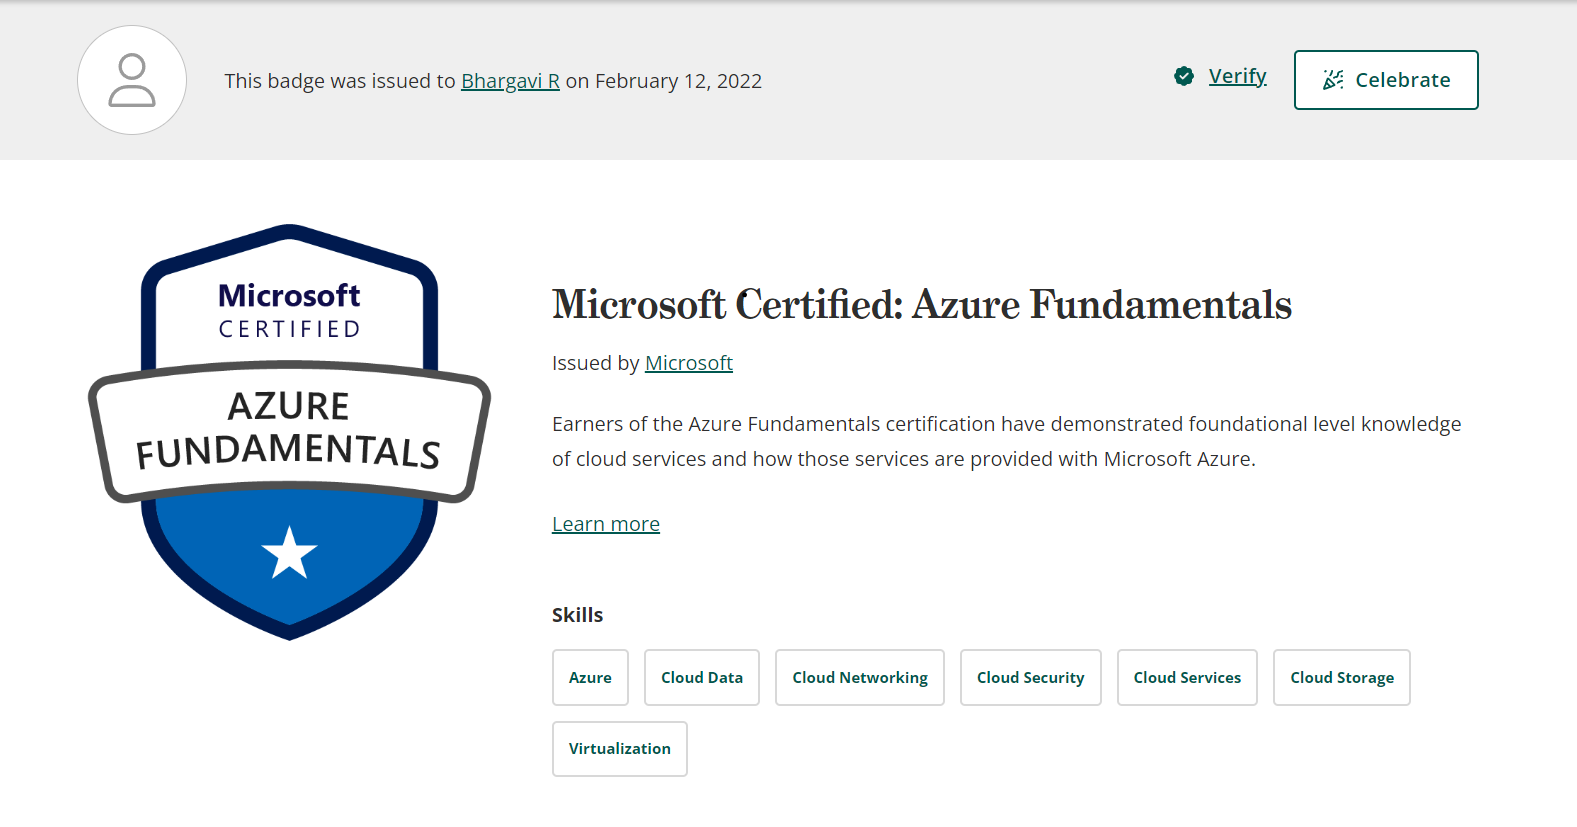 This badge was issued to Bhargavi R on February 12, 2022
Verify
Celebrate
Microsoft
CERTIFIED
AZURE
FUNDAMENTALS
Microsoft Certified: Azure Fundamentals
Issued by Microsoft
Earners of the Azure Fundamentals certification have demonstrated foundational level knowledge
of cloud services and how those services are provided with Microsoft Azure.
Learn more
Skills
Azure
Cloud Data
Cloud Networking
Cloud Security
Cloud Services
Cloud Storage
Virtualization